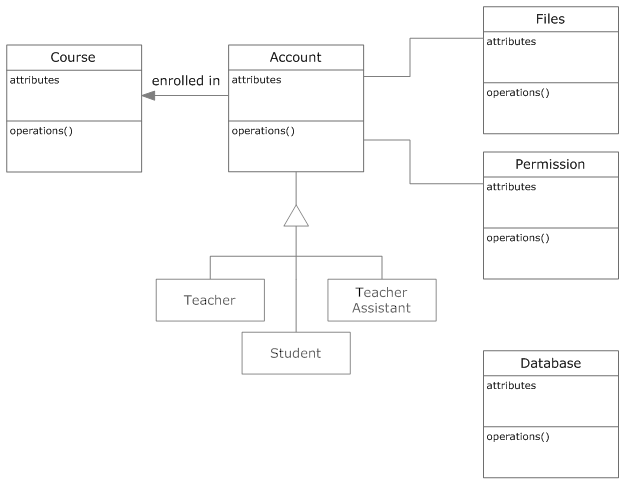 Files
attributes
operations()
Course
attributes
operations()
enrolled in
Account
attributes
operations()
Permission
attributes
operations()
Teacher
Teacher
Assistant
Student
Database
attributes
operations()